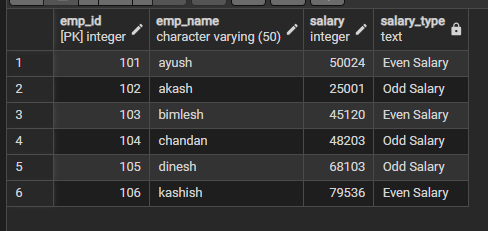 emp_id emp_name salary salary_type
[PK] integer character varying (50) integer text
1 101 ayush 50024 Even Salary
2 102 akash 25001 Odd Salary
3 103 bimlesh 45120 Even Salary
4 104 chandan 48203 Odd Salary
5 105 dinesh 68103 Odd Salary
6 106 kashish 79536 Even Salary